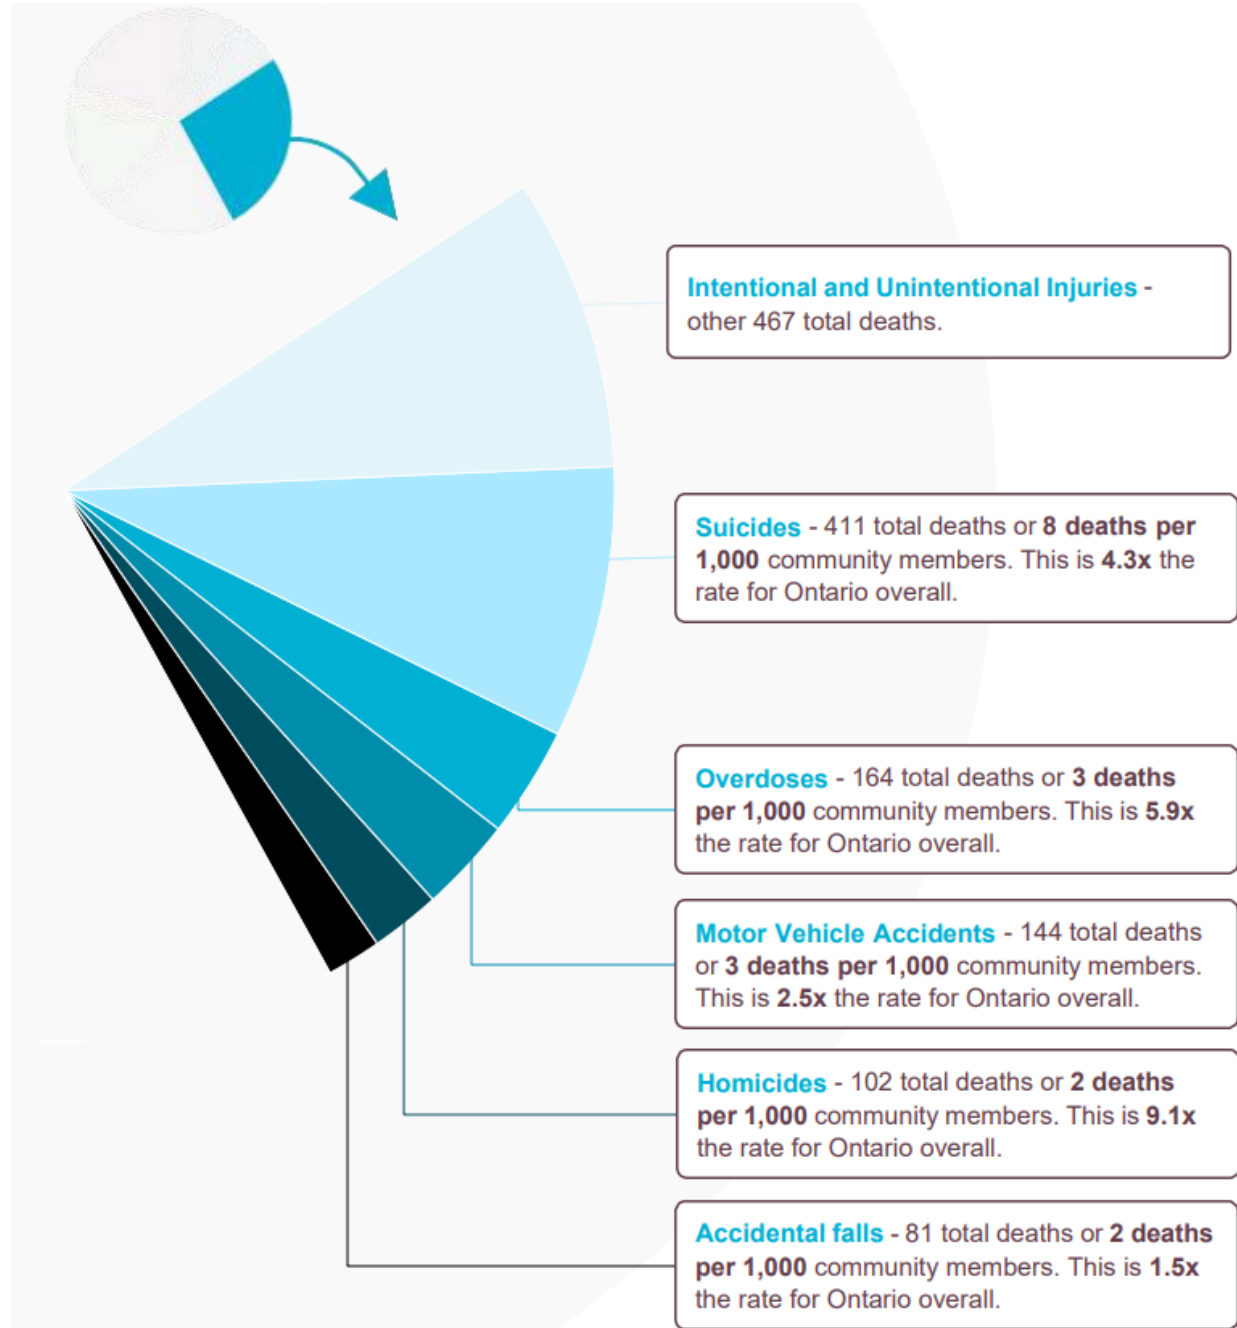 Intentional and Unintentional Injuries -
other 467 total deaths.
Suicides - 411 total deaths or 8 deaths per
1,000 community members. This is 4.3x the
rate for Ontario overall.
Overdoses - 164 total deaths or 3 deaths
per 1,000 community members. This is 5.9x
the rate for Ontario overall.
Motor Vehicle Accidents - 144 total deaths
or 3 deaths per 1,000 community members.
This is 2.5x the rate for Ontario overall.
Homicides - 102 total deaths or 2 deaths
per 1,000 community members. This is 9.1x
the rate for Ontario overall.
Accidental falls - 81 total deaths or 2 deaths
per 1,000 community members. This is 1.5x
the rate for Ontario overall.